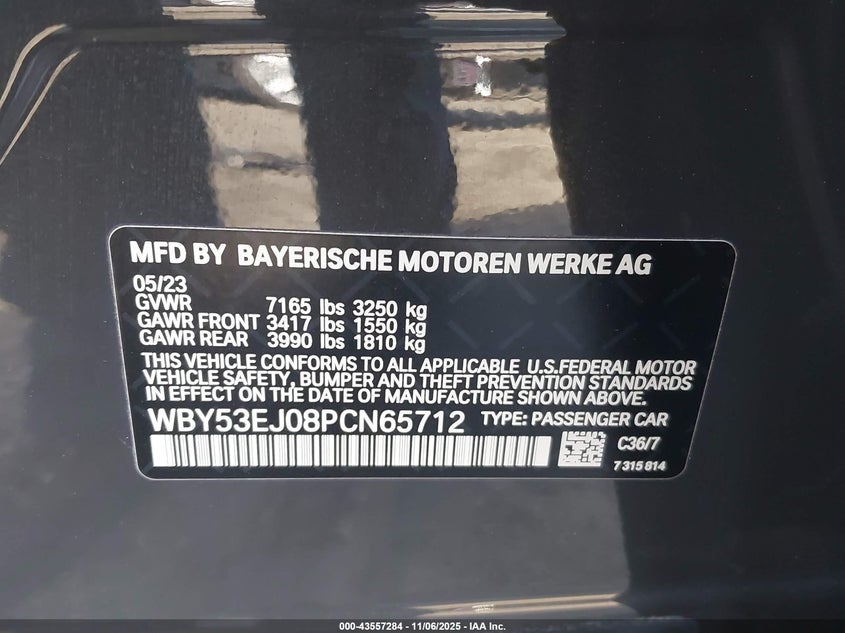 MFD BY BAYERISCHE MOTOREN WERKE AG
05/23
GVWR 7165 lbs 3250 kg
GAWR FRONT 3417 lbs 1550 kg
GAWR REAR 3990 lbs 1810 kg
THIS VEHICLE CONFORMS TO ALL APPLICABLE U.S.FEDERAL MOTOR
VEHICLE SAFETY, BUMPER AND THEFT PREVENTION STANDARDS
IN EFFECT ON THE DATE OF MANUFACTURE SHOWN ABOVE.
WBY53EJ08PCN65712 TYPE: PASSENGER CAR
C36/7
7 315 814
000-43557284 - 11/06/2025 - IAA Inc.